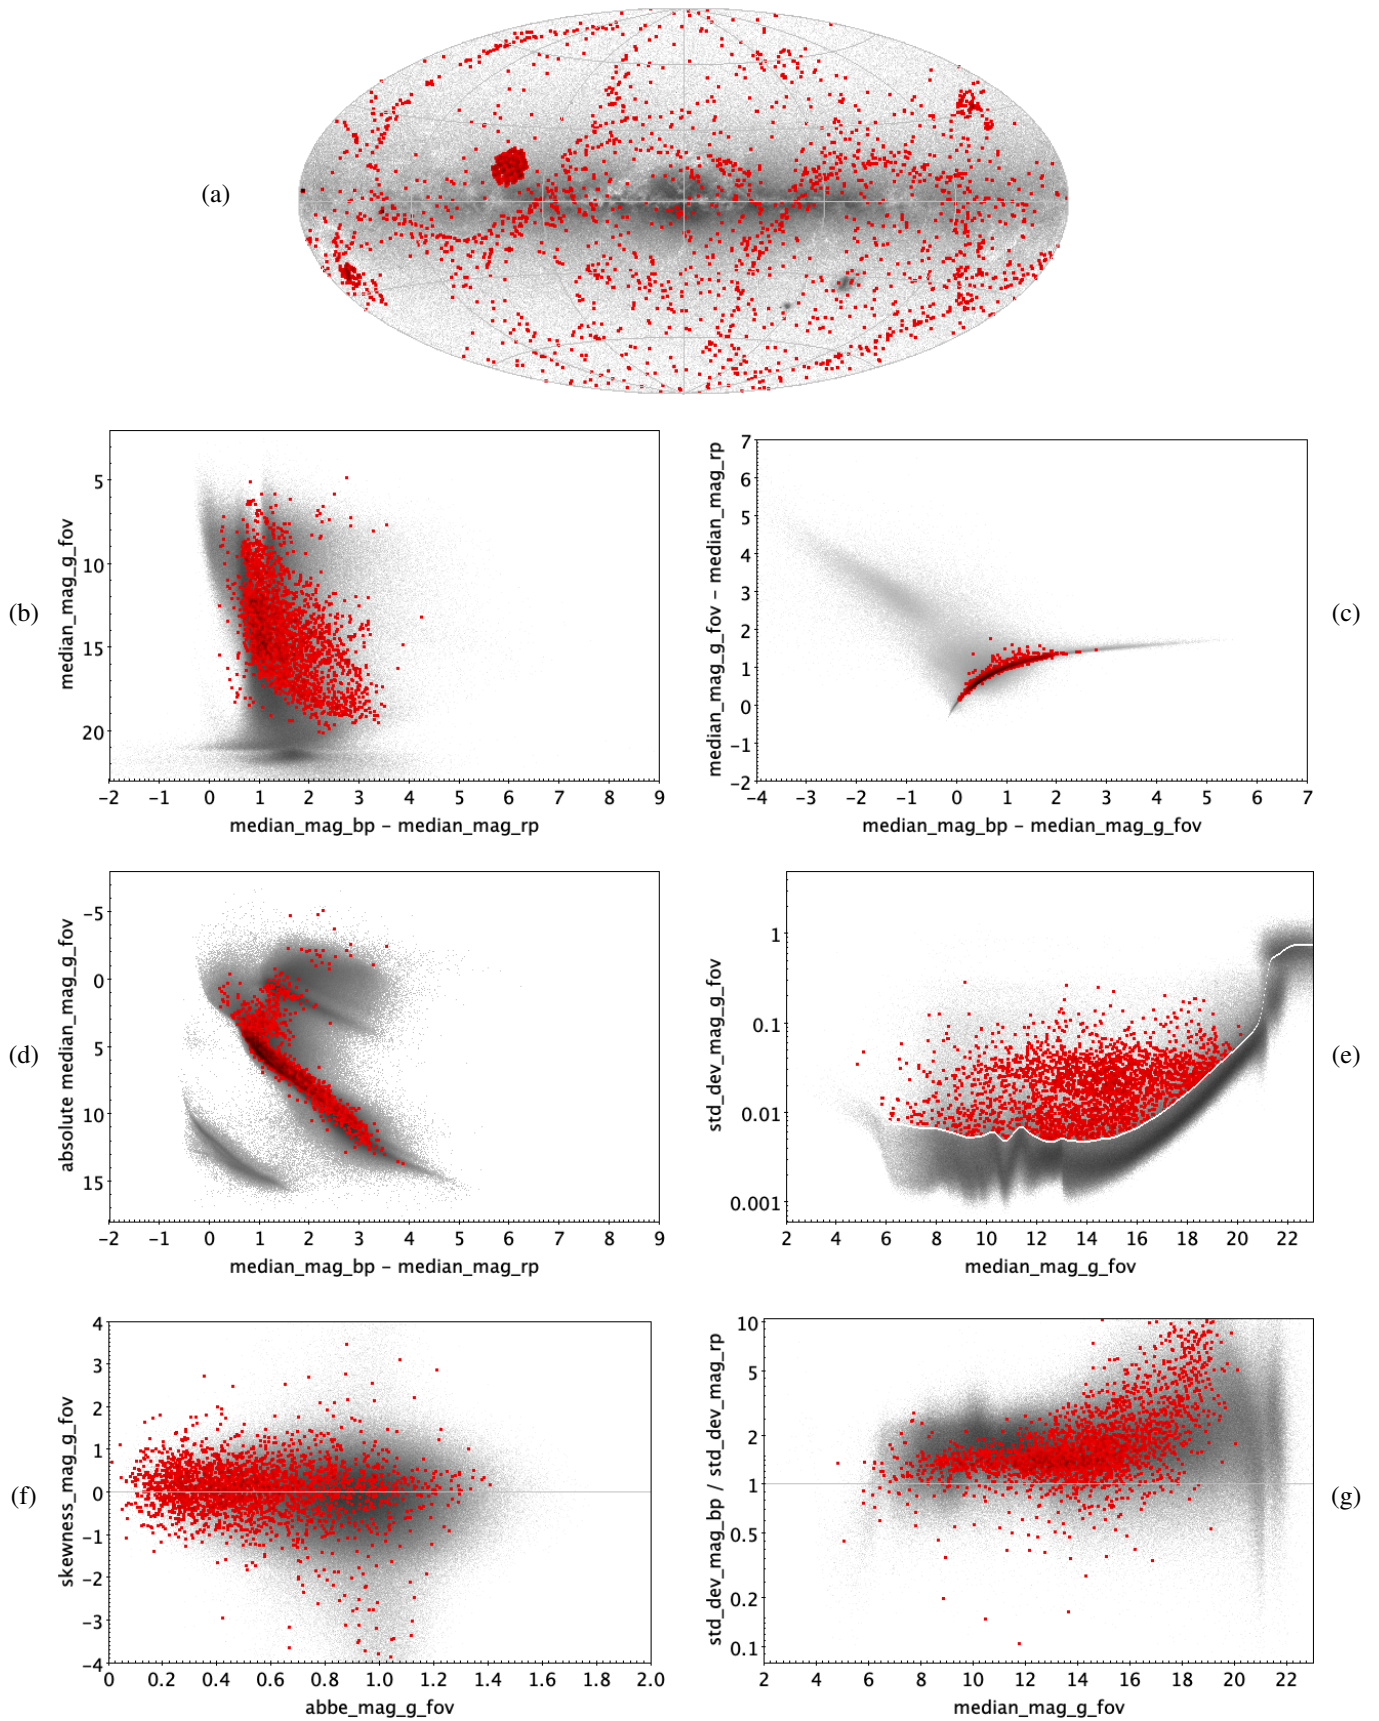 (a)
(b)
median_mag_g_fov
5
10
15
20
−2 −1 0 1 2 3 4 5 6 7 8 9
median_mag_bp − median_mag_rp
(c)
median_mag_g_fov − median_mag_rp
7
6
5
4
3
2
1
0
−1
−2
−4 −3 −2 −1 0 1 2 3 4 5 6 7
median_mag_bp − median_mag_g_fov
(d)
absolute median_mag_g_fov
−5
0
5
10
15
−2 −1 0 1 2 3 4 5 6 7 8 9
median_mag_bp − median_mag_rp
(e)
std_dev_mag_g_fov
1
0.1
0.01
0.001
2 4 6 8 10 12 14 16 18 20 22
median_mag_g_fov
(f)
skewness_mag_g_fov
4
3
2
1
0
−1
−2
−3
−4
0 0.2 0.4 0.6 0.8 1.0 1.2 1.4 1.6 1.8 2.0
abbe_mag_g_fov
(g)
std_dev_mag_bp / std_dev_mag_rp
10
5
2
1
0.5
0.2
0.1
2 4 6 8 10 12 14 16 18 20 22
median_mag_g_fov